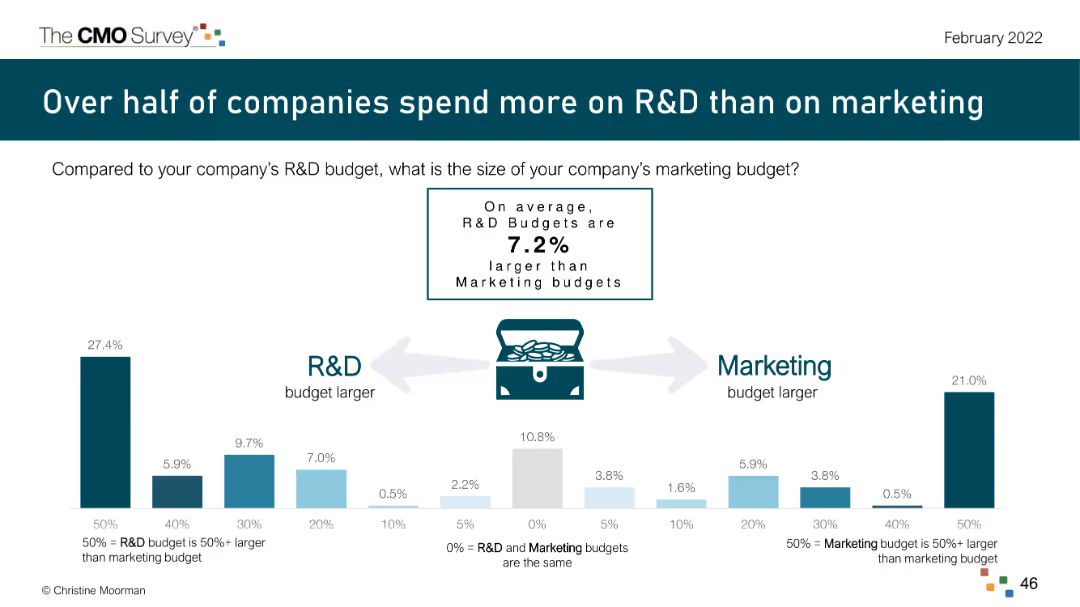 The CMO Survey®
February 2022
Over half of companies spend more on R&D than on marketing
Compared to your company's R&D budget, what is the size of your company's marketing budget?
On average,
R&D Budgets are
7.2%
larger than
Marketing budgets
R&D
budget larger
Marketing
budget larger
27.4%
5.9%
9.7%
7.0%
0.5%
2.2%
10.8%
3.8%
1.6%
5.9%
3.8%
0.5%
21.0%
50% 40% 30% 20% 10% 5% 0% 5% 10% 20% 30% 40% 50%
50% = R&D budget is 50%+ larger
than marketing budget
0% = R&D and Marketing budgets
are the same
50% = Marketing budget is 50%+ larger
than marketing budget
© Christine Moorman
46